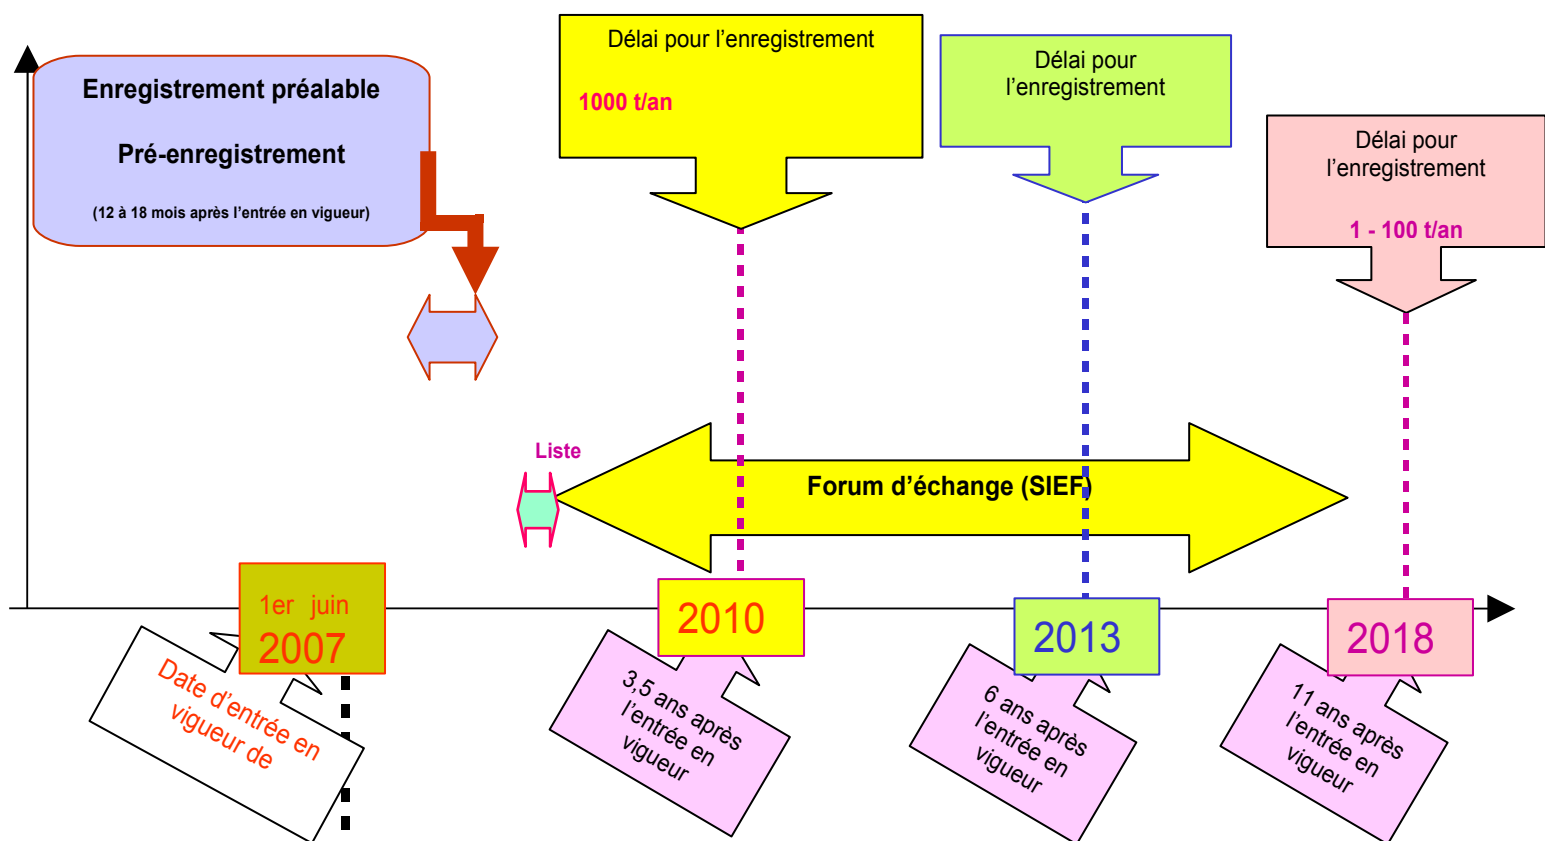 Enregistrement préalable
Pré-enregistrement
(12 à 18 mois après l'entrée en vigueur)
Délai pour l'enregistrement
1000 t/an
Délai pour
l'enregistrement
Délai pour
l'enregistrement
1 - 100 t/an
Liste
Forum d'échange (SIEF)
1er juin
2007
2010
2013
2018
Date d'entrée en
vigueur de
3,5 ans après
l'entrée en
vigueur
6 ans après
l'entrée en
vigueur
11 ans après
l'entrée en
vigueur